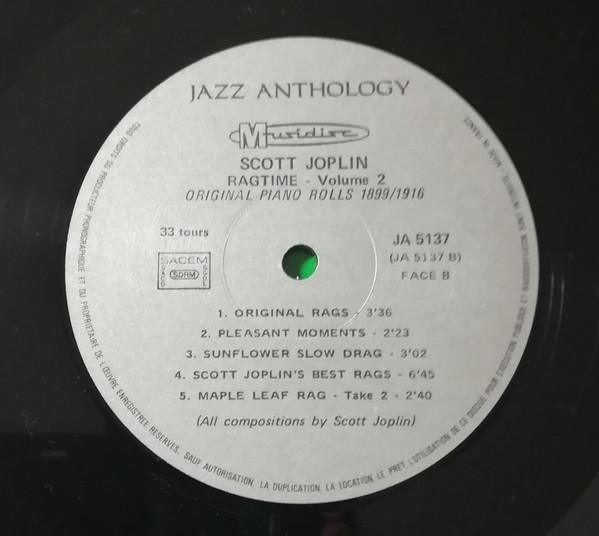 JAZZ ANTHOLOGY
Musidisc
SCOTT JOPLIN
RAGTIME - Volume 2
ORIGINAL PIANO ROLLS 1899/1916
33 tours
SACEM
SACD
SDRM
SGDL
JA 5137
(JA 5137 B)
FACE B
1. ORIGINAL RAGS - 3'36
2. PLEASANT MOMENTS - 2'23
3. SUNFLOWER SLOW DRAG - 3'02
4. SCOTT JOPLIN'S BEST RAGS - 6'45
5. MAPLE LEAF RAG - Take 2 - 2'40
(All compositions by Scott Joplin)
TOUS DROITS DU PRODUCTEUR PHONOGRAPHIQUE ET DU PROPRIETAIRE DE L'ŒUVRE ENREGISTREE RESERVES. SAUF AUTORISATION, LA DUPLICATION, LA LOCATION, LE PRET, L'UTILISATION DE CE DISQUE POUR EXECUTION PUBLIQUE ET RADIODIFFUSION SONT INTERDITS. MADE IN FRANCE